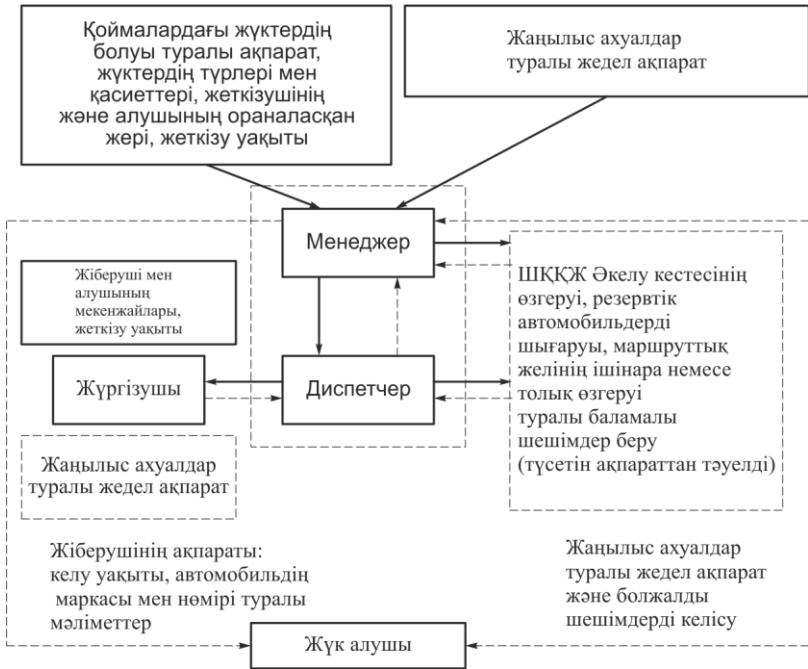 Қоймалардағы жүктердің
болуы туралы ақпарат,
жүктердің түрлері мен
қасиеттері, жеткізушінің
және алушының ораналасқан
жері, жеткізу уақыты
Жаңылыс ахуалдар
туралы жедел ақпарат
Менеджер
Жіберуші мен
алушының
мекенжайлары,
жеткізу уақыты
ШҚҚЖ Әкелу кестесінің
өзгеруі, резервтік
автомобильдерді
шығаруы, маршруттық
желінің ішінара немесе
толық өзгеруі
туралы баламалы
шешімдер беру
(түсетін ақпараттан тәуелді)
Жүргізушы
Диспетчер
Жаңылыс ахуалдар
туралы жедел ақпарат
Жіберушінің ақпараты:
келу уақыты, автомобильдің
маркасы мен нөмірі туралы
мәліметтер
Жаңылыс ахуалдар
туралы жедел ақпарат
және болжалды
шешімдерді келісу
Жүк алушы